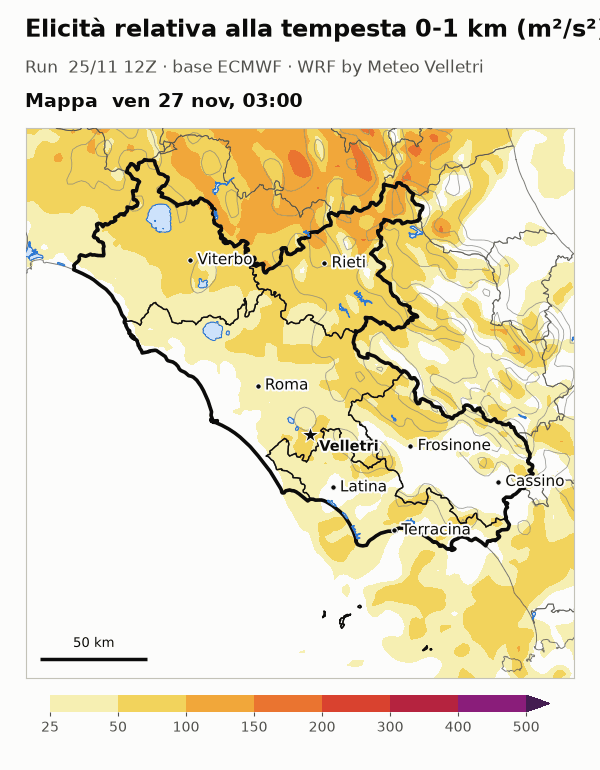 Elicità relativa alla tempesta 0-1 km (m²/s²)
Run  25/11 12Z · base ECMWF · WRF by Meteo Velletri
Mappa  ven 27 nov, 03:00
Viterbo
Rieti
Roma
Velletri
Frosinone
Cassino
Latina
Terracina
50 km
25 50 100 150 200 300 400 500